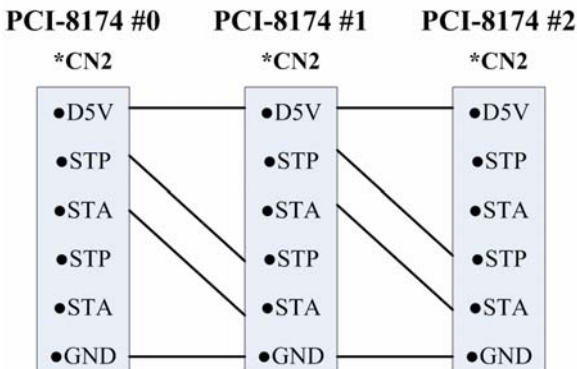 PCI-8174 #0 PCI-8174 #1 PCI-8174 #2
*CN2 *CN2 *CN2
●D5V ●D5V ●D5V
●STP ●STP ●STP
●STA ●STA ●STA
●STP ●STP ●STP
●STA ●STA ●STA
●GND ●GND ●GND